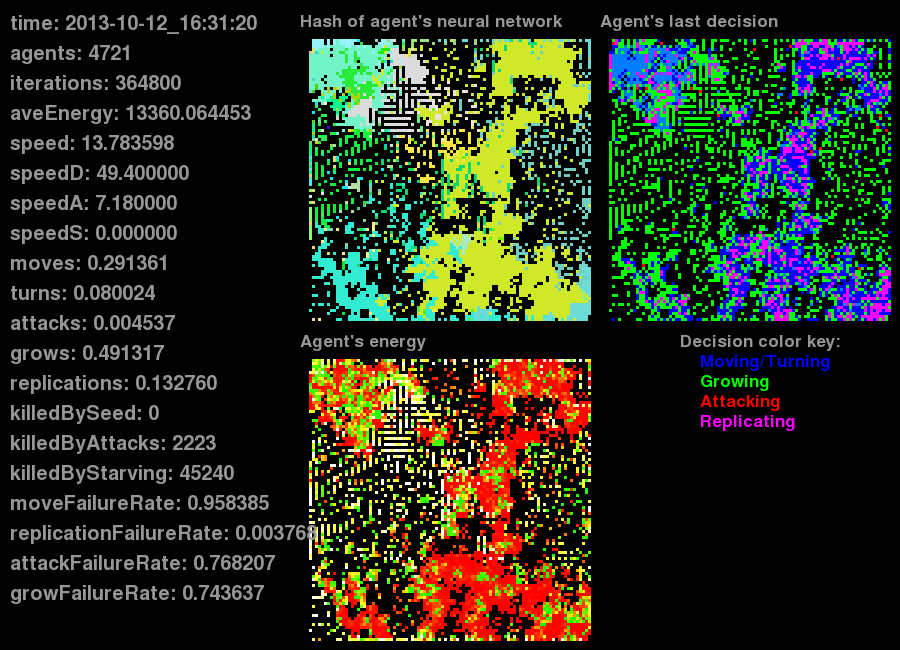 time: 2013-10-12_16:31:20
agents: 4721
iterations: 364800
aveEnergy: 13360.064453
speed: 13.783598
speedD: 49.400000
speedA: 7.180000
speedS: 0.000000
moves: 0.291361
turns: 0.080024
attacks: 0.004537
grows: 0.491317
replications: 0.132760
killedBySeed: 0
killedByAttacks: 2223
killedByStarving: 45240
moveFailureRate: 0.958385
replicationFailureRate: 0.003768
attackFailureRate: 0.768207
growFailureRate: 0.743637
Hash of agent's neural network
Agent's last decision
Agent's energy
Decision color key:
Moving/Turning
Growing
Attacking
Replicating